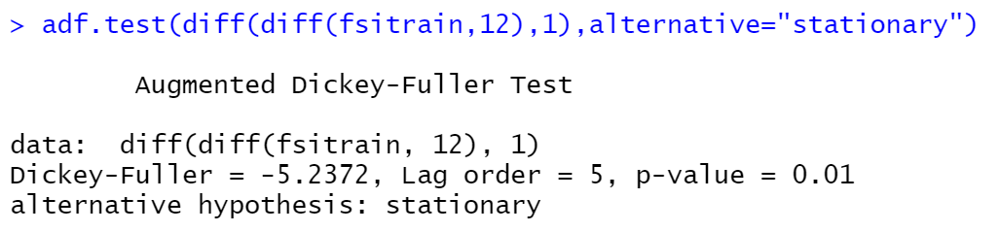 > adf.test(diff(diff(fsitrain,12),1),alternative="stationary")
Augmented Dickey-Fuller Test
data:  diff(diff(fsitrain, 12), 1)
Dickey-Fuller = -5.2372, Lag order = 5, p-value = 0.01
alternative hypothesis: stationary